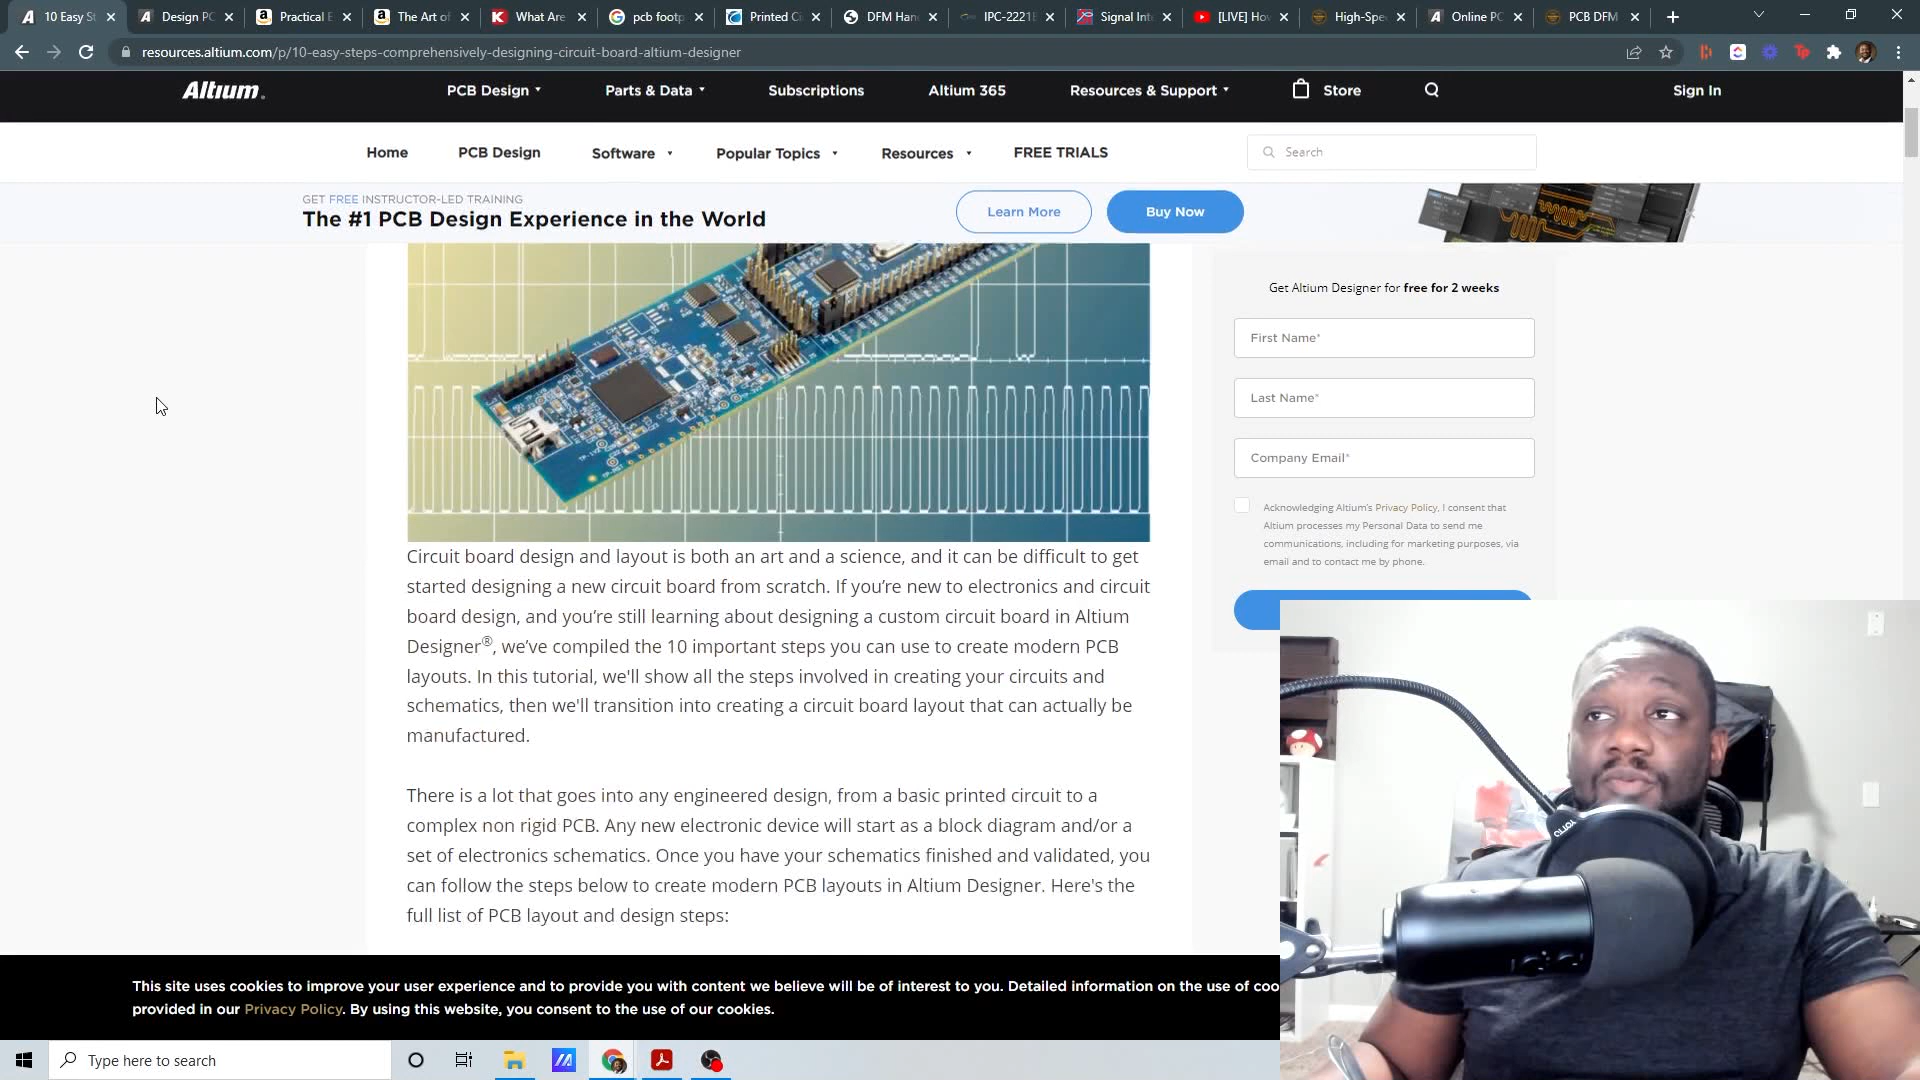 10 Easy St
Design PC
Practical E
The Art of
What Are
pcb footp
Printed Ci
DFM Han
IPC-2221B
Signal Int
[LIVE] Ho
High-Spe
Online PC
PCB DFM
resources.altium.com/p/10-easy-steps-comprehensively-designing-circuit-board-altium-designer
Altium.
PCB Design
Parts & Data
Subscriptions
Altium 365
Resources & Support
Store
Sign In
Home
PCB Design
Software
Popular Topics
Resources
FREE TRIALS
Search
GET FREE INSTRUCTOR-LED TRAINING
The #1 PCB Design Experience in the World
Learn More
Buy Now
Get Altium Designer for free for 2 weeks
First Name*
Last Name*
Company Email*
Acknowledging Altium's Privacy Policy, I consent that
Altium processes my Personal Data to send me
communications, including for marketing purposes, via
email and to contact me by phone.
Circuit board design and layout is both an art and a science, and it can be difficult to get
started designing a new circuit board from scratch. If you're new to electronics and circuit
board design, and you're still learning about designing a custom circuit board in Altium
Designer®, we've compiled the 10 important steps you can use to create modern PCB
layouts. In this tutorial, we'll show all the steps involved in creating your circuits and
schematics, then we'll transition into creating a circuit board layout that can actually be
manufactured.
There is a lot that goes into any engineered design, from a basic printed circuit to a
complex non rigid PCB. Any new electronic device will start as a block diagram and/or a
set of electronics schematics. Once you have your schematics finished and validated, you
can follow the steps below to create modern PCB layouts in Altium Designer. Here's the
full list of PCB layout and design steps:
This site uses cookies to improve your user experience and to provide you with content we believe will be of interest to you. Detailed information on the use of coo
provided in our Privacy Policy. By using this website, you consent to the use of our cookies.
Type here to search